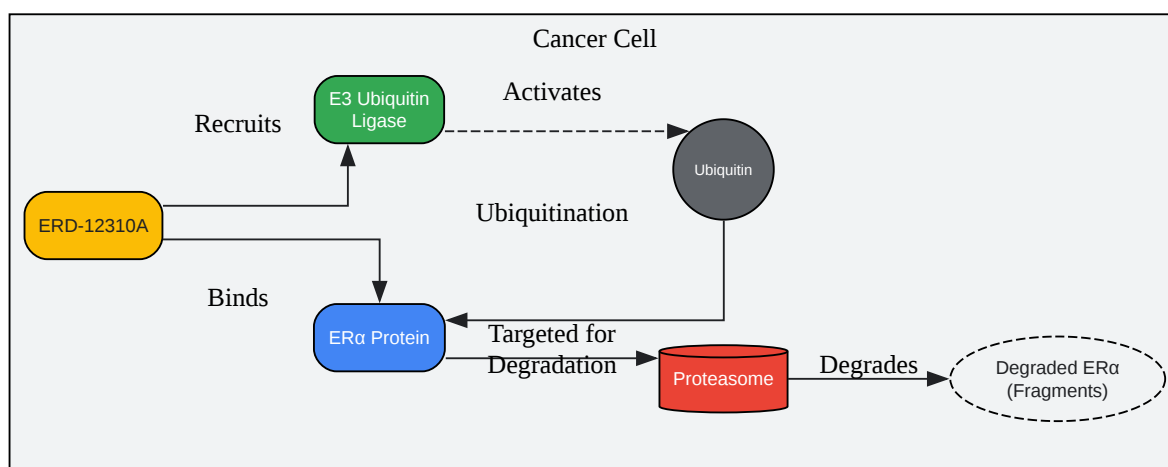 Cancer Cell
E3 Ubiquitin
Ligase
Activates
Recruits
Ubiquitin
ERD-12310A
Ubiquitination
Binds
ERα Protein
Targeted for
Degradation
Proteasome
Degrades
Degraded ERα
(Fragments)